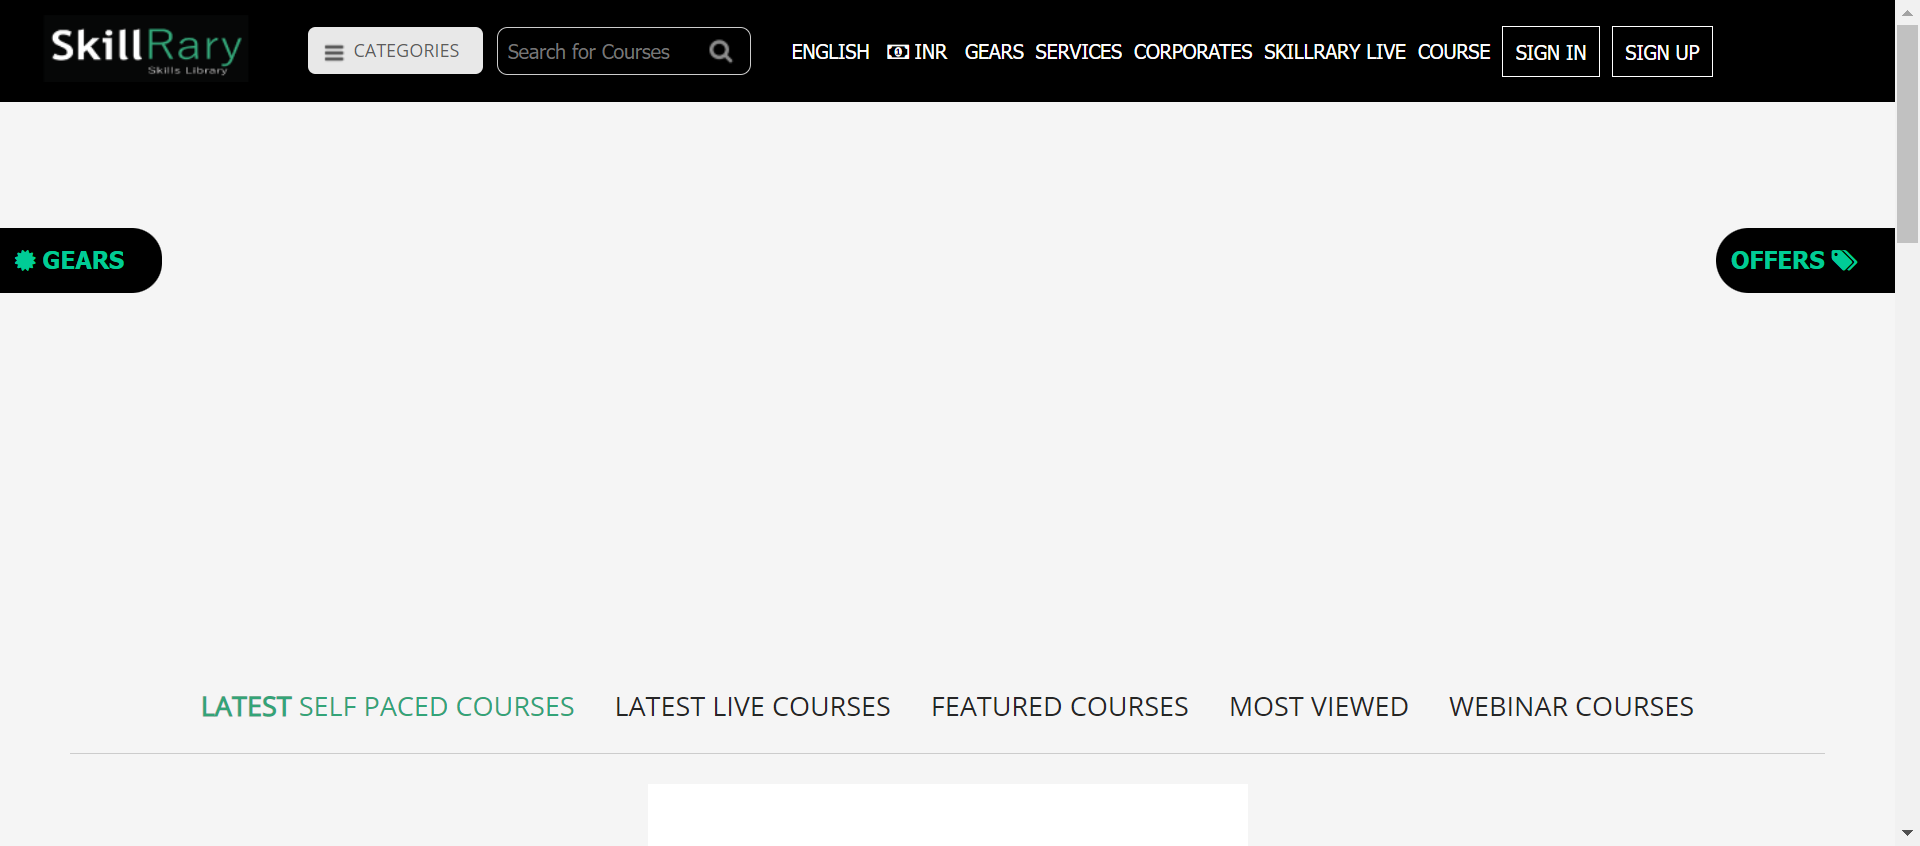 SkillRary
Skills Library
CATEGORIES
Search for Courses
ENGLISH INR GEARS SERVICES CORPORATES SKILLRARY LIVE COURSE SIGN IN SIGN UP
GEARS
OFFERS
LATEST SELF PACED COURSES LATEST LIVE COURSES FEATURED COURSES MOST VIEWED WEBINAR COURSES